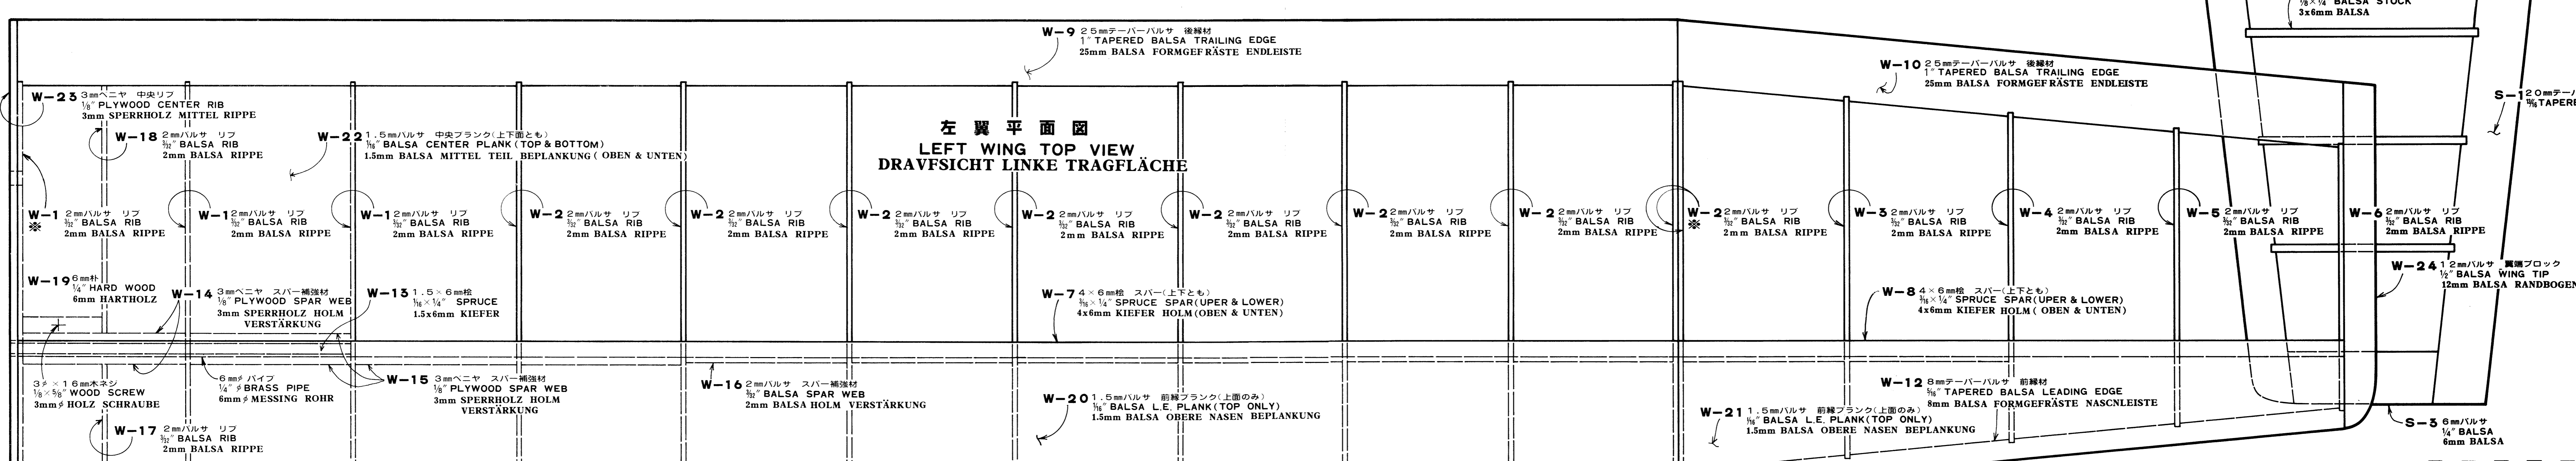 ⅛×¼ BALSA STOCK
3x6mm BALSA
W-9 25mmテーパーバルサ 後縁材
1″TAPERED BALSA TRAILING EDGE
25mm BALSA FORMGEFRÄSTE ENDLEISTE
W-10 25mmテーパーバルサ 後縁材
1″TAPERED BALSA TRAILING EDGE
25mm BALSA FORMGEFRÄSTE ENDLEISTE
W-23 3mmベニヤ 中央リブ
⅛″PLYWOOD CENTER RIB
3mm SPERRHOLZ MITTEL RIPPE
W-18 2mmバルサ リブ
3/32″BALSA RIB
2mm BALSA RIPPE
W-22 1.5mmバルサ 中央プランク(上下面とも)
1/16″BALSA CENTER PLANK(TOP&BOTTOM)
1.5mm BALSA MITTEL TEIL BEPLANKUNG( OBEN & UNTEN)
左翼平面図
LEFT WING TOP VIEW
DRAVFSICHT LINKE TRAGFLÄCHE
S-1 20mmテーパ
TAPERE
W-1 2mmバルサ リブ
※ 3/32″BALSA RIB
2mm BALSA RIPPE
W-1 2mmバルサ リブ
3/32″BALSA RIB
2mm BALSA RIPPE
W-1 2mmバルサ リブ
3/32″BALSA RIB
2mm BALSA RIPPE
W-2 2mmバルサ リブ
3/32″BALSA RIB
2mm BALSA RIPPE
W-2 2mmバルサ リブ
3/32″BALSA RIB
2mm BALSA RIPPE
W-2 2mmバルサ リブ
3/32″BALSA RIB
2mm BALSA RIPPE
W-2 2mmバルサ リブ
3/32″BALSA RIB
2mm BALSA RIPPE
W-2 2mmバルサ リブ
3/32″BALSA RIB
2mm BALSA RIPPE
W-2 2mmバルサ リブ
3/32″BALSA RIB
2mm BALSA RIPPE
W-2 2mmバルサ リブ
3/32″BALSA RIB
2mm BALSA RIPPE
W-2 2mmバルサ リブ
※ 3/32″BALSA RIB
2mm BALSA RIPPE
W-3 2mmバルサ リブ
3/32″BALSA RIB
2mm BALSA RIPPE
W-4 2mmバルサ リブ
3/32″BALSA RIB
2mm BALSA RIPPE
W-5 2mmバルサ リブ
3/32″BALSA RIB
2mm BALSA RIPPE
W-6 2mmバルサ リブ
3/32″BALSA RIB
2mm BALSA RIPPE
W-19 6mm朴
¼″HARD WOOD
6mm HARTHOLZ
W-14 3mmベニヤ スパー補強材
⅛″PLYWOOD SPAR WEB
3mm SPERRHOLZ HOLM
VERSTÄRKUNG
W-13 1.5×6mm桧
1/16×¼″ SPRUCE
1.5x6mm KIEFER
W-7 4×6mm桧 スパー(上下とも)
3/16×¼″SPRUCE SPAR(UPER & LOWER)
4x6mm KIEFER HOLM(OBEN & UNTEN)
W-8 4×6mm桧 スパー(上下とも)
3/16×¼″SPRUCE SPAR(UPER & LOWER)
4x6mm KIEFER HOLM( OBEN & UNTEN)
W-24 12mmバルサ 翼端ブロック
½″BALSA WING TIP
12mm BALSA RANDBOGEN
3φ×16mm木ネジ
⅛×⅝″WOOD SCREW
3mmφ HOLZ SCHRAUBE
6mmφパイプ
¼″φBRASS PIPE
6mmφMESSING ROHR
W-15 3mmベニヤ スパー補強材
⅛″PLYWOOD SPAR WEB
3mm SPERRHOLZ HOLM
VERSTÄRKUNG
W-16 2mmバルサ スパー補強材
3/32″BALSA SPAR WEB
2mm BALSA HOLM VERSTÄRKUNG
W-20 1.5mmバルサ 前縁プランク(上面のみ)
1/16″BALSA L.E. PLANK(TOP ONLY)
1.5mm BALSA OBERE NASEN BEPLANKUNG
W-12 8mmテーパーバルサ 前縁材
5/16″TAPERED BALSA LEADING EDGE
8mm BALSA FORMGEFRÄSTE NASCNLEISTE
W-21 1.5mmバルサ 前縁プランク(上面のみ)
1/16″BALSA L.E. PLANK(TOP ONLY)
1.5mm BALSA OBERE NASEN BEPLANKUNG
W-17 2mmバルサ リブ
3/32″BALSA RIB
2mm BALSA RIPPE
S-3 6mmバルサ
¼″BALSA
6mm BALSA